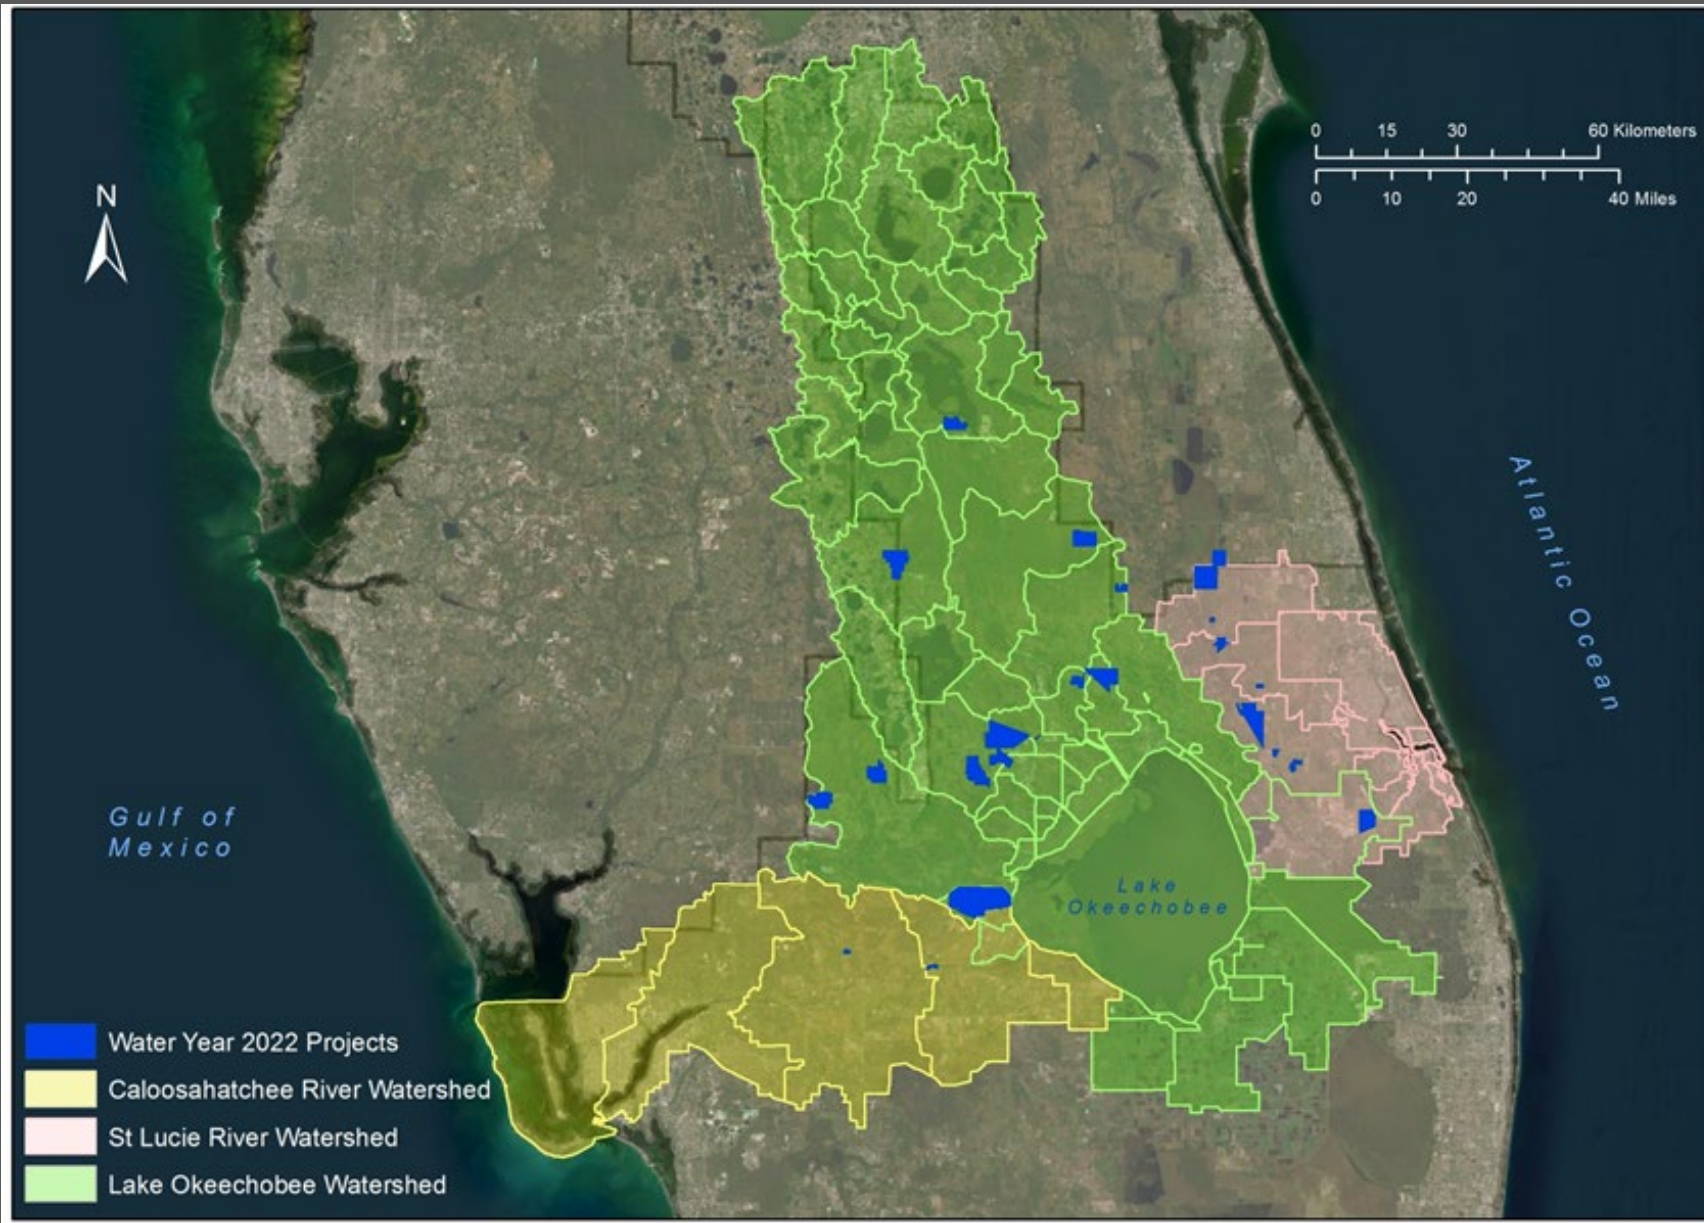 0 15 30 60 Kilometers
0 10 20 40 Miles
N
Atlantic Ocean
Gulf of
Mexico
Lake
Okeechobee
Water Year 2022 Projects
Caloosahatchee River Watershed
St Lucie River Watershed
Lake Okeechobee Watershed